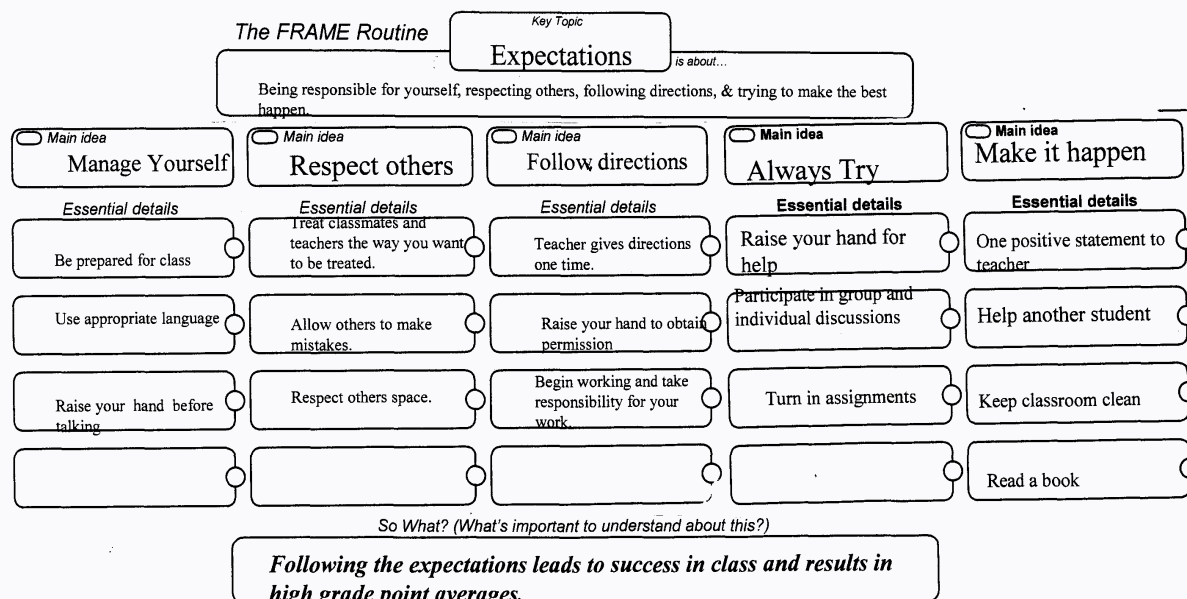 The FRAME Routine
Key Topic
Expectations
is about...
Being responsible for yourself, respecting others, following directions, & trying to make the best
happen.
Main idea
Manage Yourself
Main idea
Respect others
Main idea
Follow directions
Main idea
Always Try
Main idea
Make it happen
Essential details
Be prepared for class
Use appropriate language
Raise your hand before
talking
Essential details
Treat classmates and
teachers the way you want
to be treated.
Allow others to make
mistakes.
Respect others space.
Essential details
Teacher gives directions
one time.
Raise your hand to obtain
permission
Begin working and take
responsibility for your
work.
Essential details
Raise your hand for
help
Participate in group and
individual discussions
Turn in assignments
Essential details
One positive statement to
teacher
Help another student
Keep classroom clean
Read a book
So What? (What's important to understand about this?)
Following the expectations leads to success in class and results in
high grade point averages.